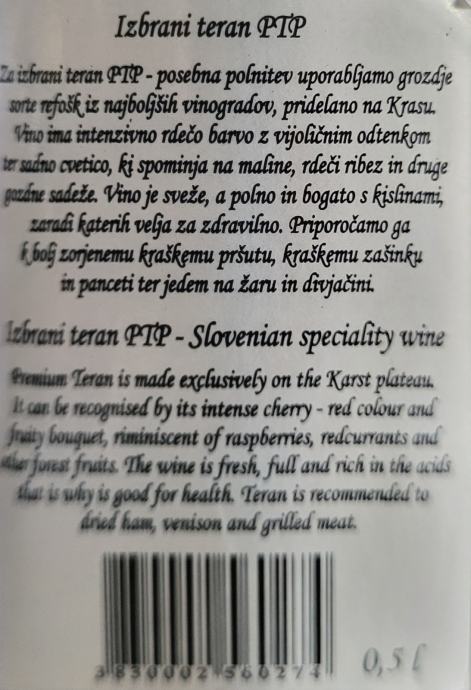 Izbrani teran PTP
Za izbrani teran PTP - posebna polnitev uporabljamo grozdje
sorte refošk iz najboljših vinogradov, pridelano na Krasu.
Vino ima intenzivno rdečo barvo z vijoličnim odtenkom
ter sadno cvetico, ki spominja na maline, rdeči ribez in druge
gozdne sadeže. Vino je sveže, a polno in bogato s kislinami,
zaradi katerih velja za zdravilno. Priporočamo ga
k bolj zorjenemu kraškemu pršutu, kraškemu zašinku
in panceti ter jedem na žaru in divjačini.
Izbrani teran PTP - Slovenian speciality wine
Premium Teran is made exclusively on the Karst plateau.
It can be recognised by its intense cherry - red colour and
fruity bouquet, riminiscent of raspberries, redcurrants and
other forest fruits. The wine is fresh, full and rich in the acids
that is why is good for health. Teran is recommended to
dried ham, venison and grilled meat.
3 830002 560274
0,5 l